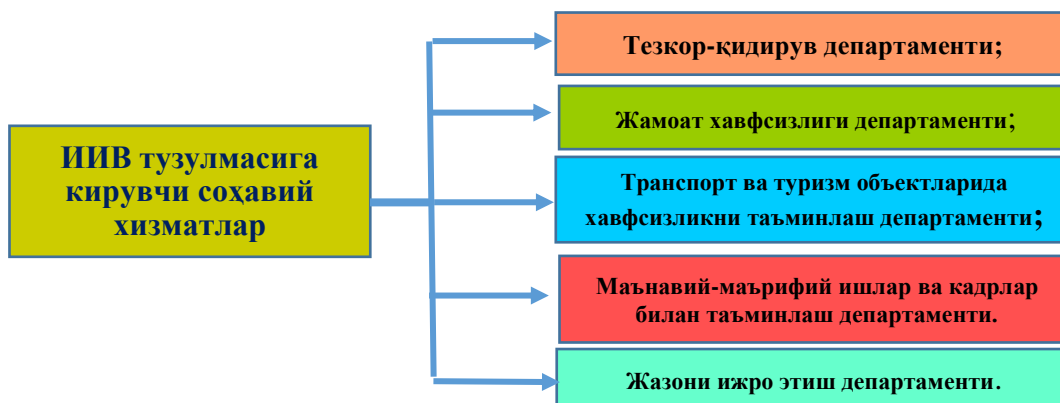 ИИВ тузулмасига
кирувчи соҳавий
хизматлар
Тезкор-қидирув департаменти;
Жамоат хавфсизлиги департаменти;
Транспорт ва туризм объектларида
хавфсизликни таъминлаш департаменти;
Маънавий-маърифий ишлар ва кадрлар
билан таъминлаш департаменти.
Жазони ижро этиш департаменти.